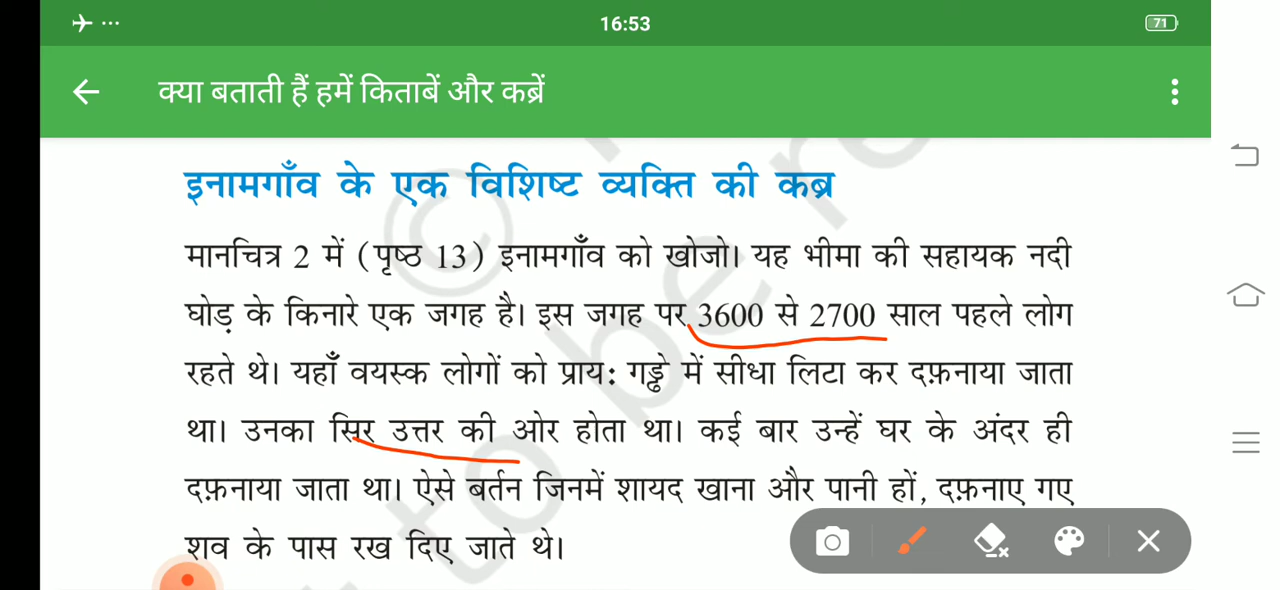 16:53
71
क्या बताती हैं हमें किताबें और कब्रें
इनामगाँव के एक विशिष्ट व्यक्ति की कब्र
मानचित्र 2 में (पृष्ठ 13) इनामगाँव को खोजो। यह भीमा की सहायक नदी
घोड़ के किनारे एक जगह है। इस जगह पर 3600 से 2700 साल पहले लोग
रहते थे। यहाँ वयस्क लोगों को प्राय: गड्ढे में सीधा लिटा कर दफ़नाया जाता
था। उनका सिर उत्तर की ओर होता था। कई बार उन्हें घर के अंदर ही
दफ़नाया जाता था। ऐसे बर्तन जिनमें शायद खाना और पानी हों, दफ़नाए गए
शव के पास रख दिए जाते थे।